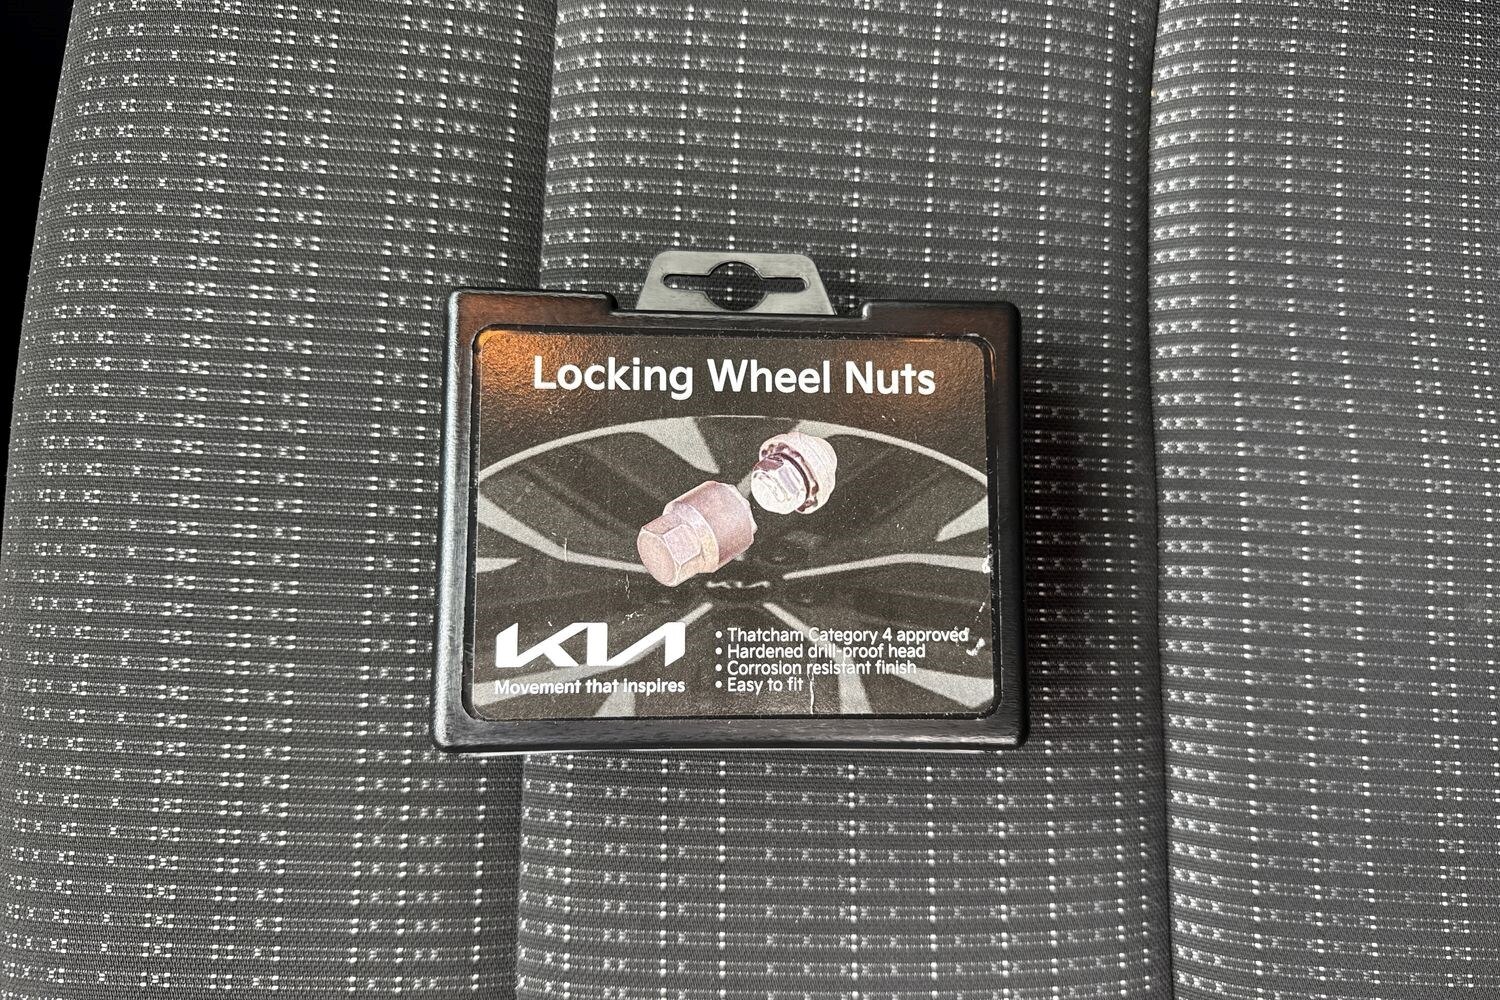 Locking Wheel Nuts
KIA
KIA
Movement that inspires
• Thatcham Category 4 approved
• Hardened drill-proof head
• Corrosion resistant finish
• Easy to fit